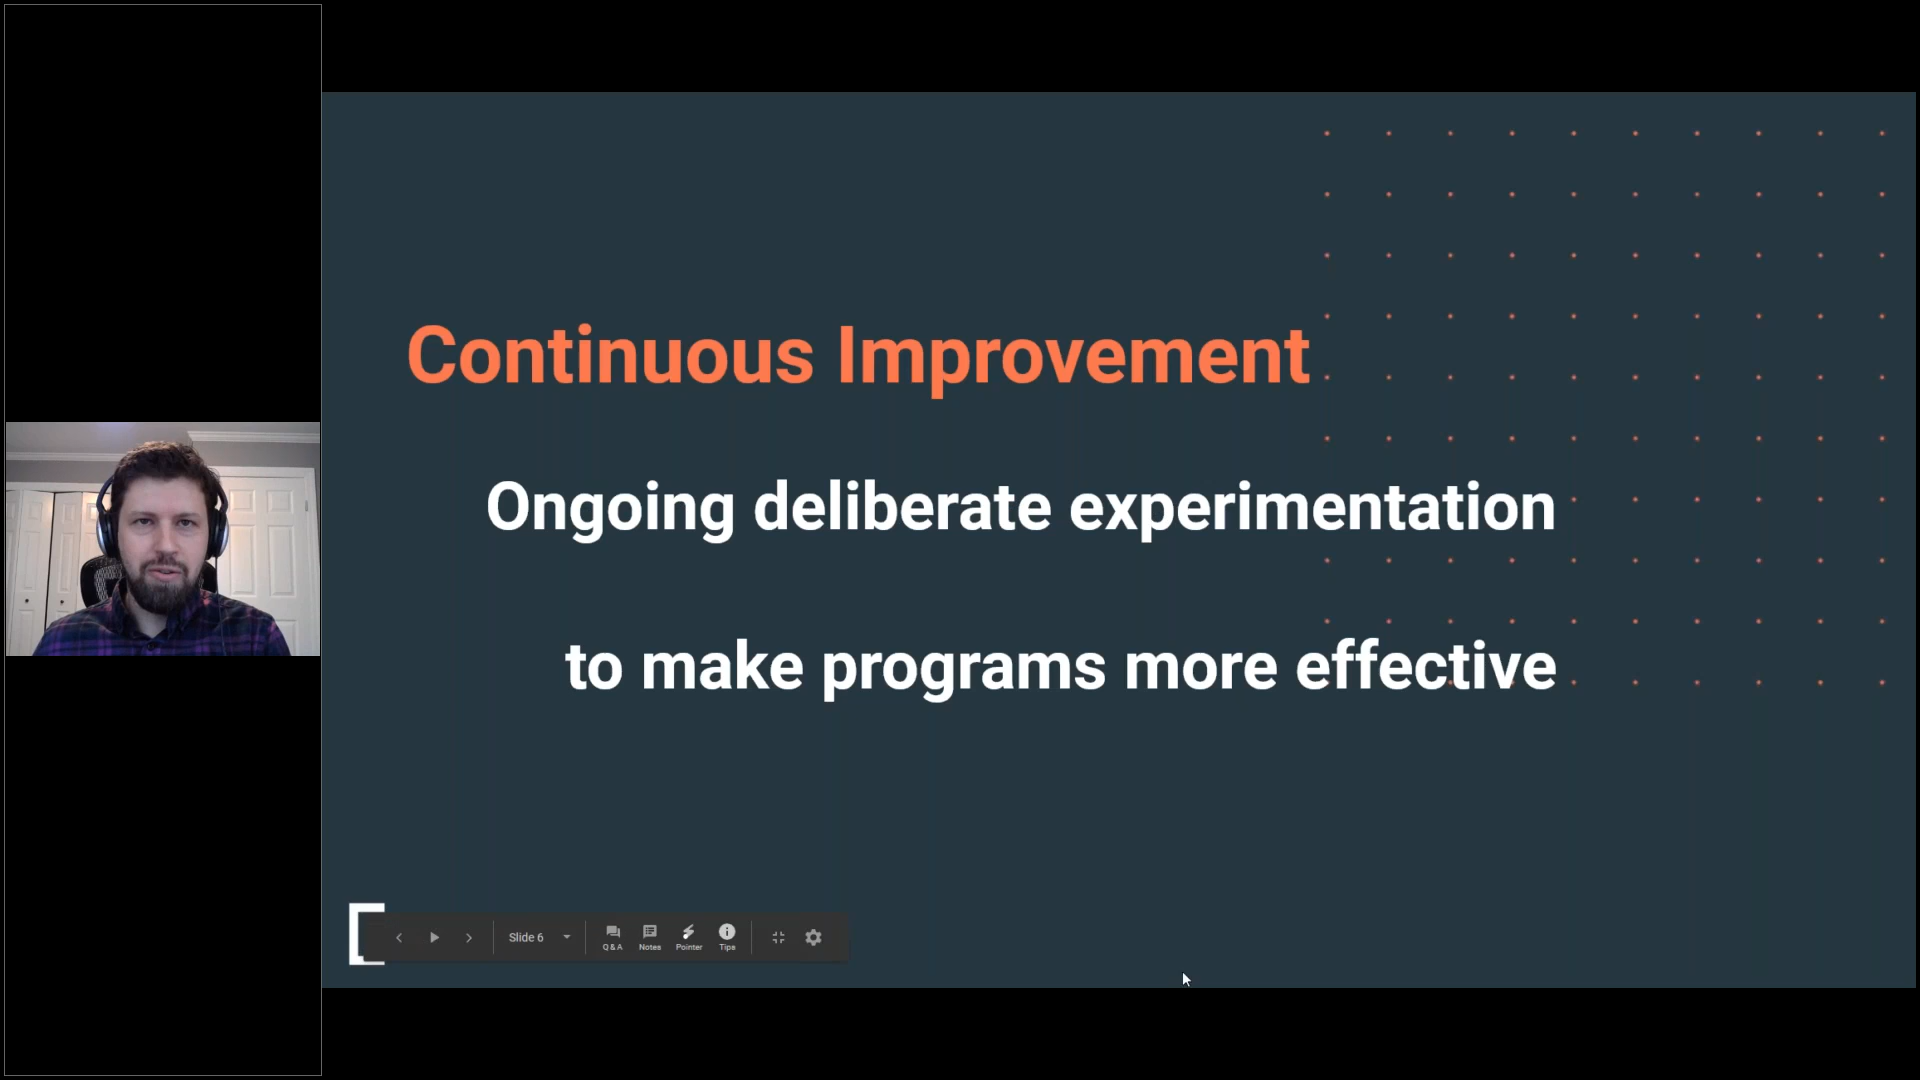 Continuous Improvement
Ongoing deliberate experimentation
to make programs more effective
Slide 6
Q & A
Notes
Pointer
Tips